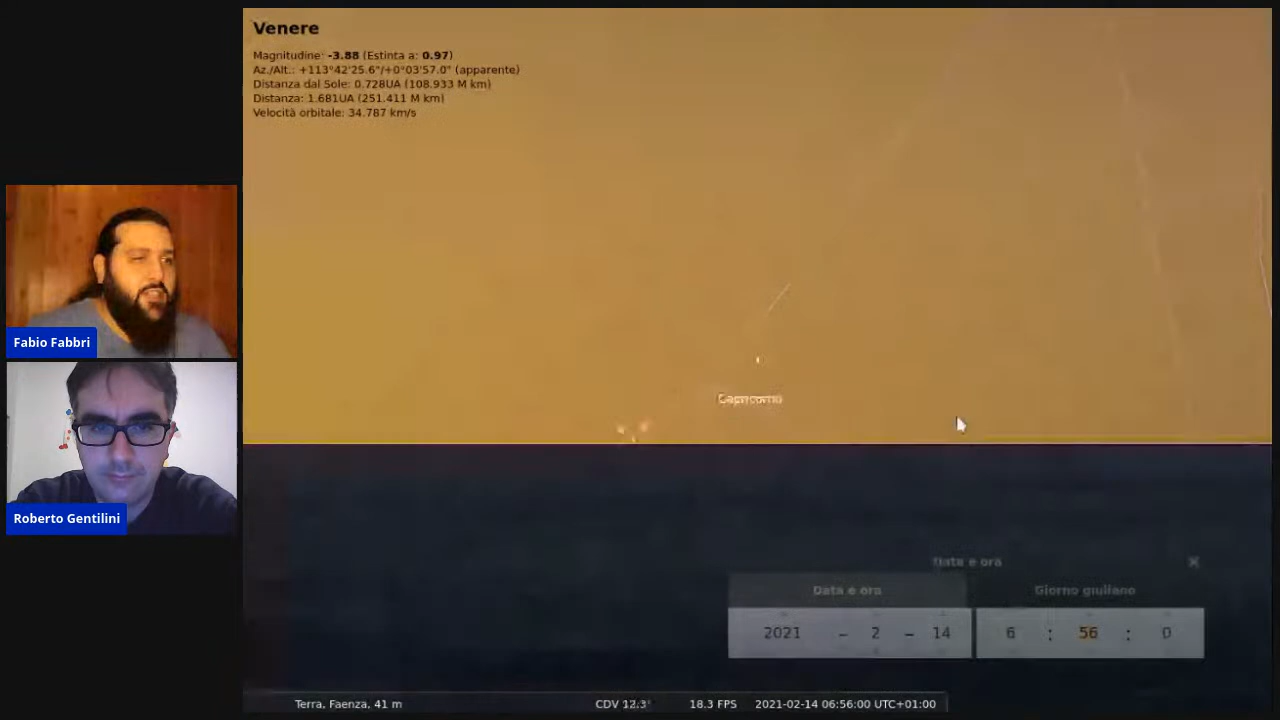 Venere
Magnitudine: -3.88 (Estinta a: 0.97)
Az./Alt.: +113°42'25.6"/+0°03'57.0" (apparente)
Distanza dal Sole: 0.728UA (108.933 M km)
Distanza: 1.681UA (251.411 M km)
Velocità orbitale: 34.787 km/s
Fabio Fabbri
Capricorno
Roberto Gentilini
Data e ora
Data e ora
Giorno giuliano
2021 - 2 - 14 6 : 56 : 0
Terra, Faenza, 41 m CDV 12.3° 18.3 FPS 2021-02-14 06:56:00 UTC+01:00